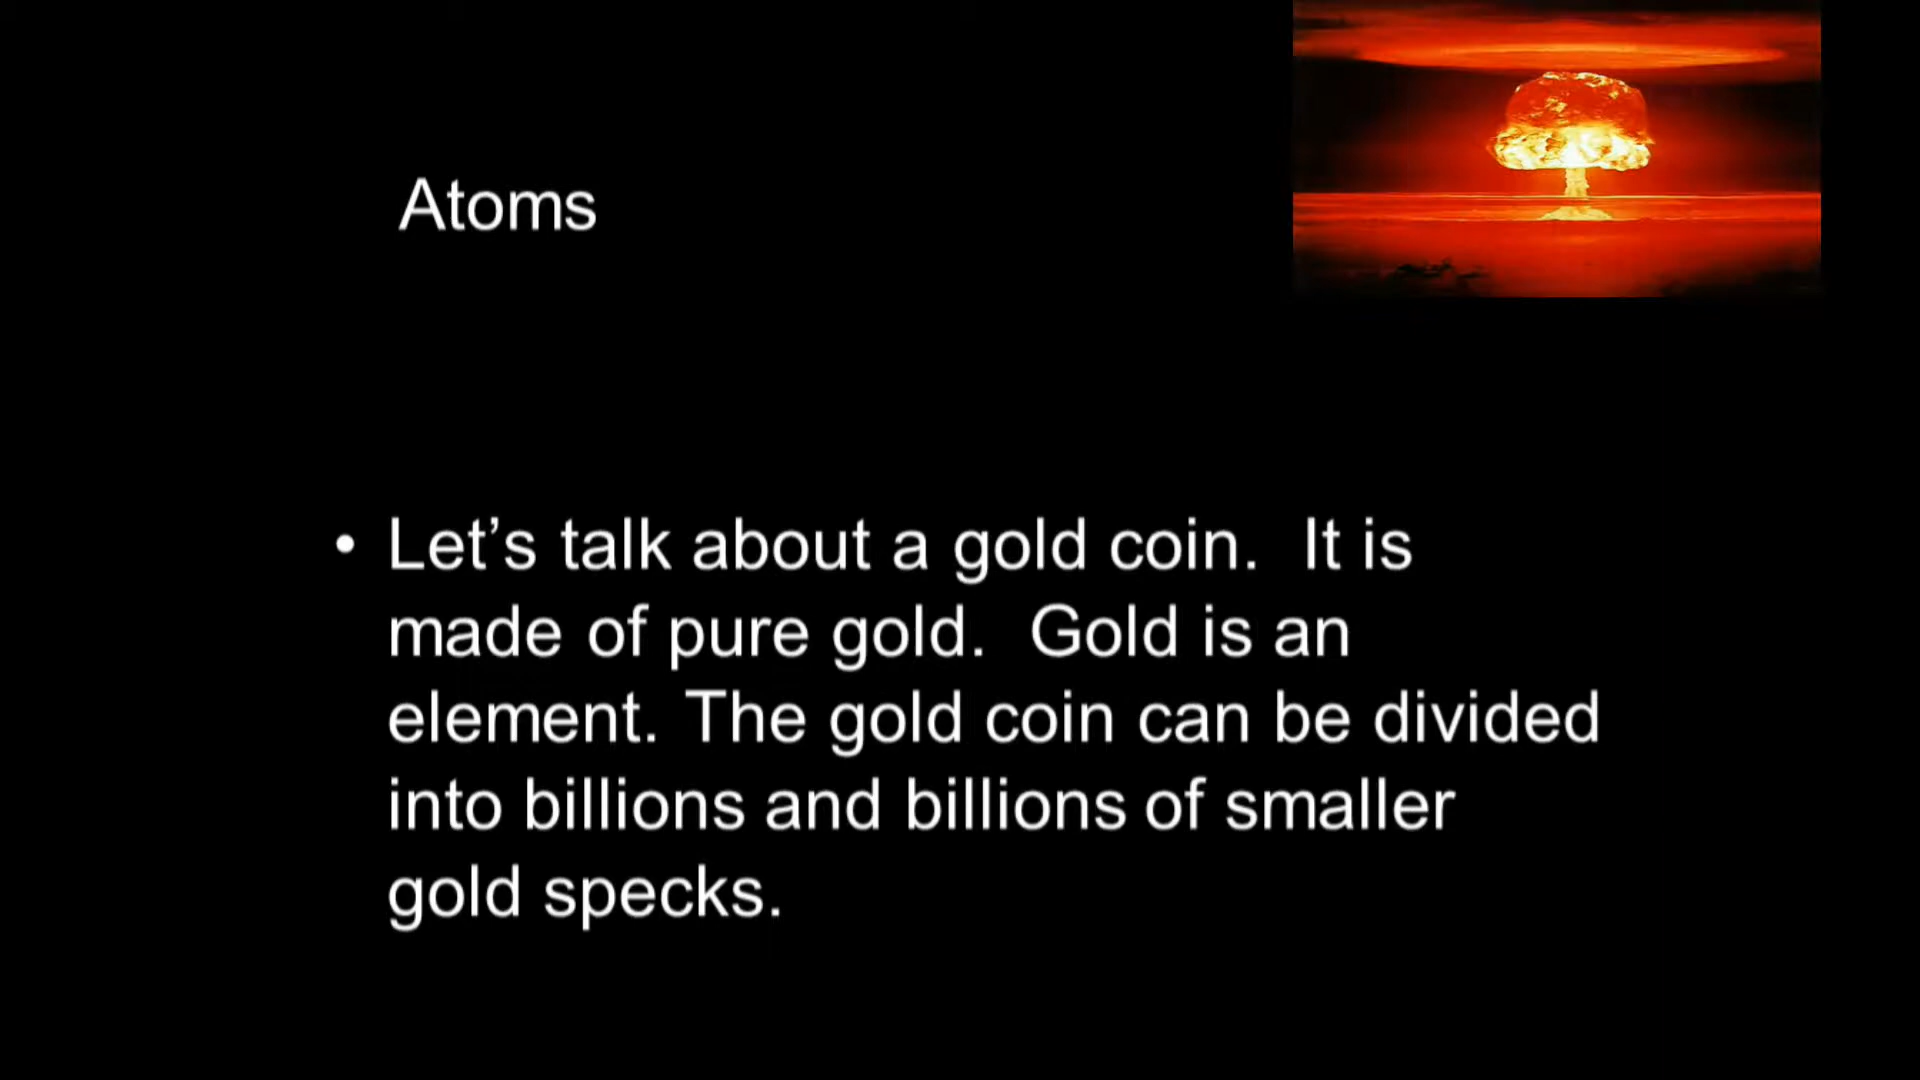 Atoms
• Let’s talk about a gold coin.  It is
made of pure gold.  Gold is an
element. The gold coin can be divided
into billions and billions of smaller
gold specks.